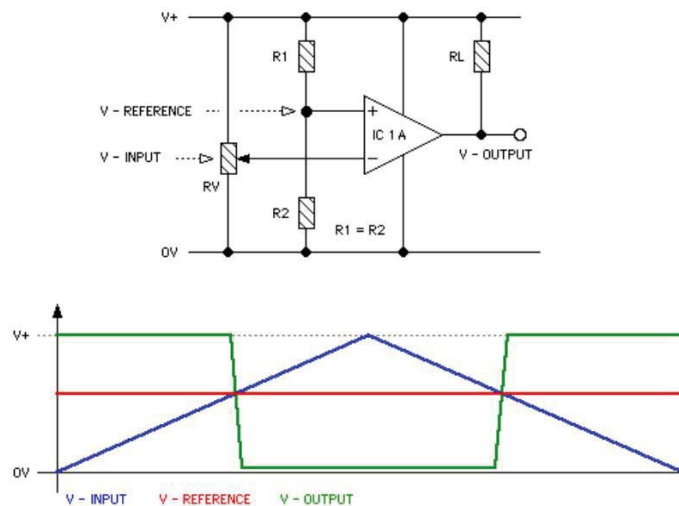 V+
R1
RL
V - REFERENCE
+
IC 1 A
V - INPUT
-
V - OUTPUT
RV
R2
R1 = R2
0V
V+
0V
V - INPUT V - REFERENCE V - OUTPUT